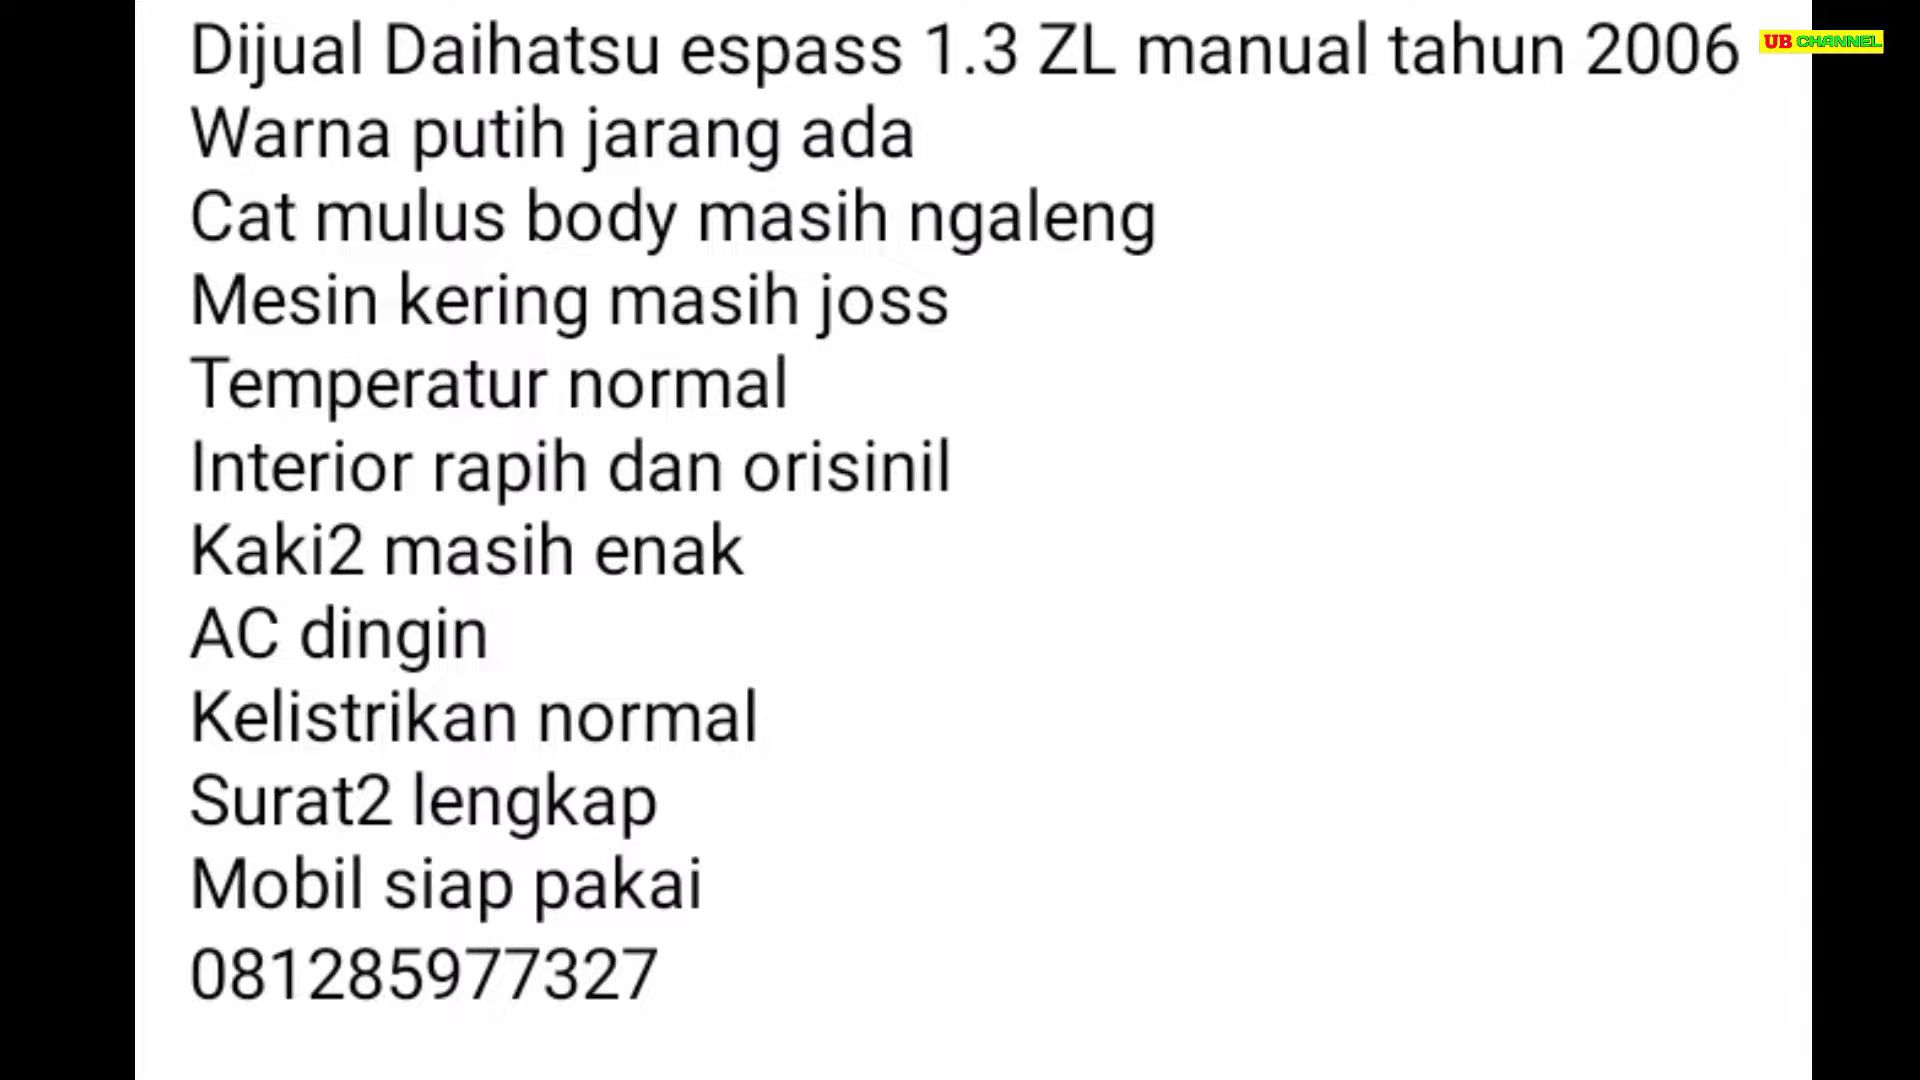 Dijual Daihatsu espass 1.3 ZL manual tahun 2006
UB CHANNEL
Warna putih jarang ada
Cat mulus body masih ngaleng
Mesin kering masih joss
Temperatur normal
Interior rapih dan orisinil
Kaki2 masih enak
AC dingin
Kelistrikan normal
Surat2 lengkap
Mobil siap pakai
081285977327